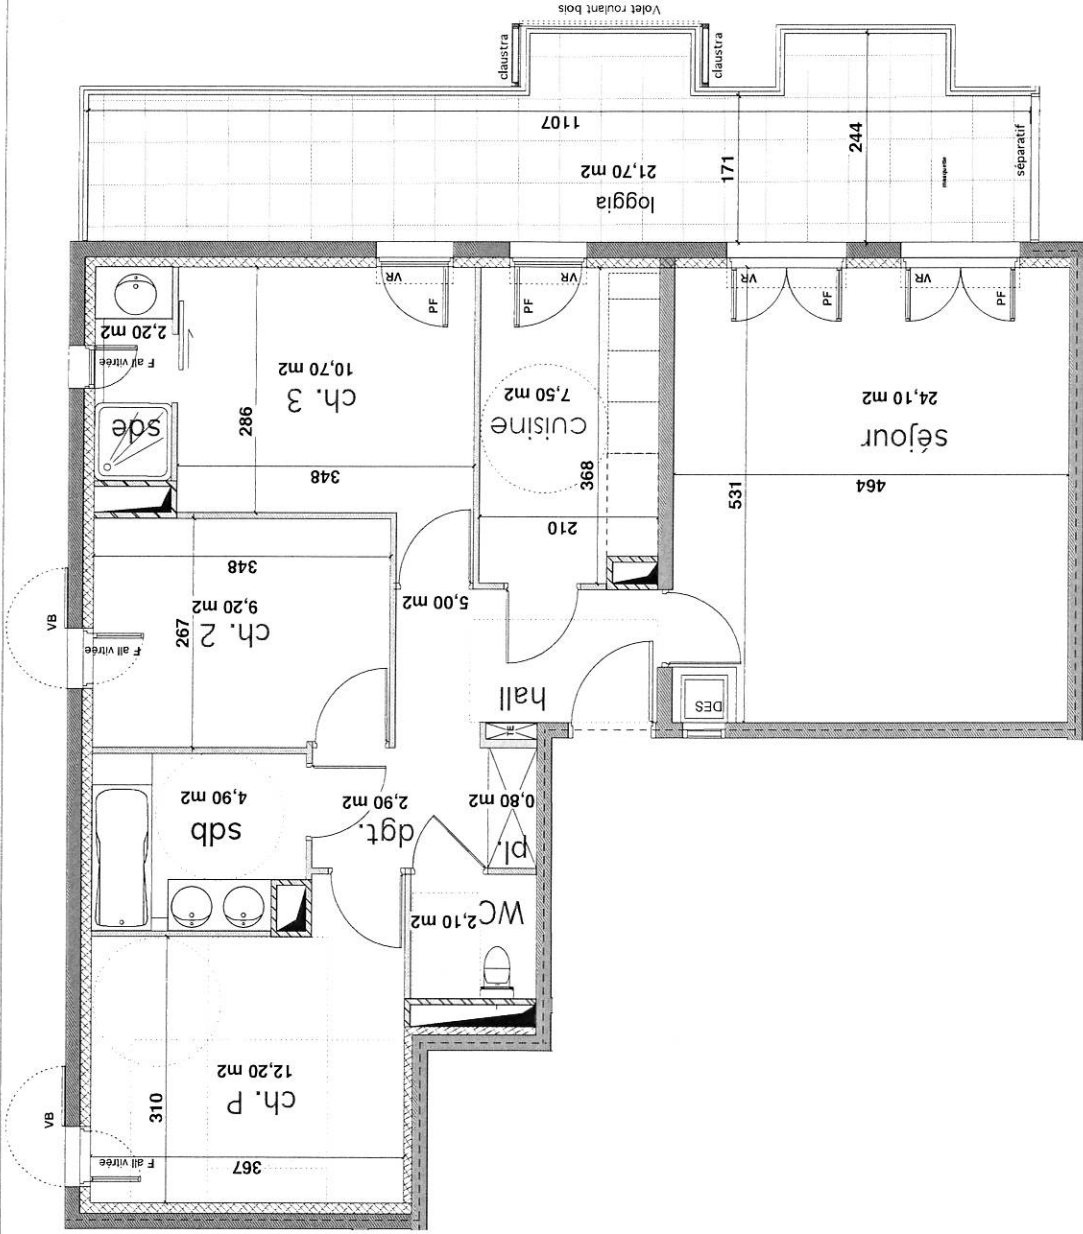 Volet roulant bois
claustra
claustra
1107
171
244
loggia
21,70 m2
marquette
séparatif
VR
PF
VR
PF
VR
PF
VR
PF
2,20 m2
F all vitrée
sde
ch. 3
10,70 m2
286
348
cuisine
7,50 m2
368
210
séjour
24,10 m2
531
464
348
ch. 2
9,20 m2
267
VB
F all vitrée
5,00 m2
hall
DES
TE
sdb
4,90 m2
dgt.
2,90 m2
pl.
0,80 m2
WC
2,10 m2
ch. P
12,20 m2
310
367
VB
F all vitrée